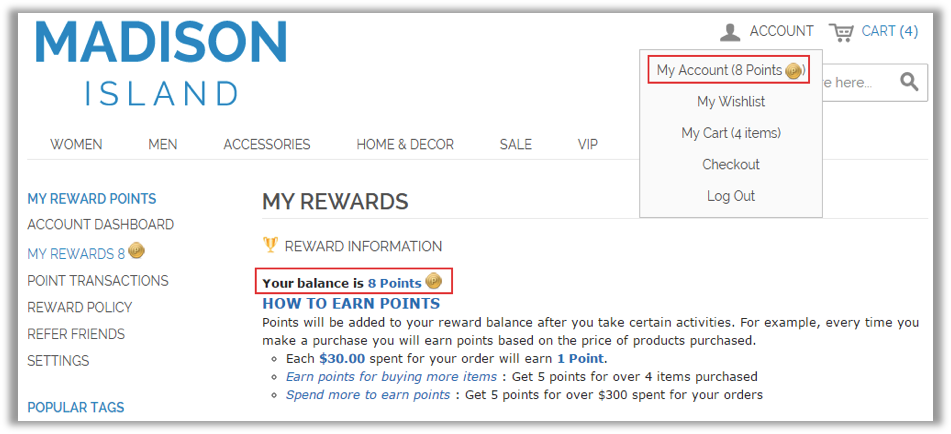 MADISON
ISLAND
ACCOUNT CART (4)
My Account (8 Points )
My Wishlist
My Cart (4 items)
Checkout
Log Out
re here...
WOMEN MEN ACCESSORIES HOME & DECOR SALE VIP
MY REWARD POINTS
ACCOUNT DASHBOARD
MY REWARDS 8
POINT TRANSACTIONS
REWARD POLICY
REFER FRIENDS
SETTINGS
POPULAR TAGS
MY REWARDS
REWARD INFORMATION
Your balance is 8 Points
HOW TO EARN POINTS
Points will be added to your reward balance after you take certain activities. For example, every time you
make a purchase you will earn points based on the price of products purchased.
Each $30.00 spent for your order will earn 1 Point.
Earn points for buying more items : Get 5 points for over 4 items purchased
Spend more to earn points : Get 5 points for over $300 spent for your orders